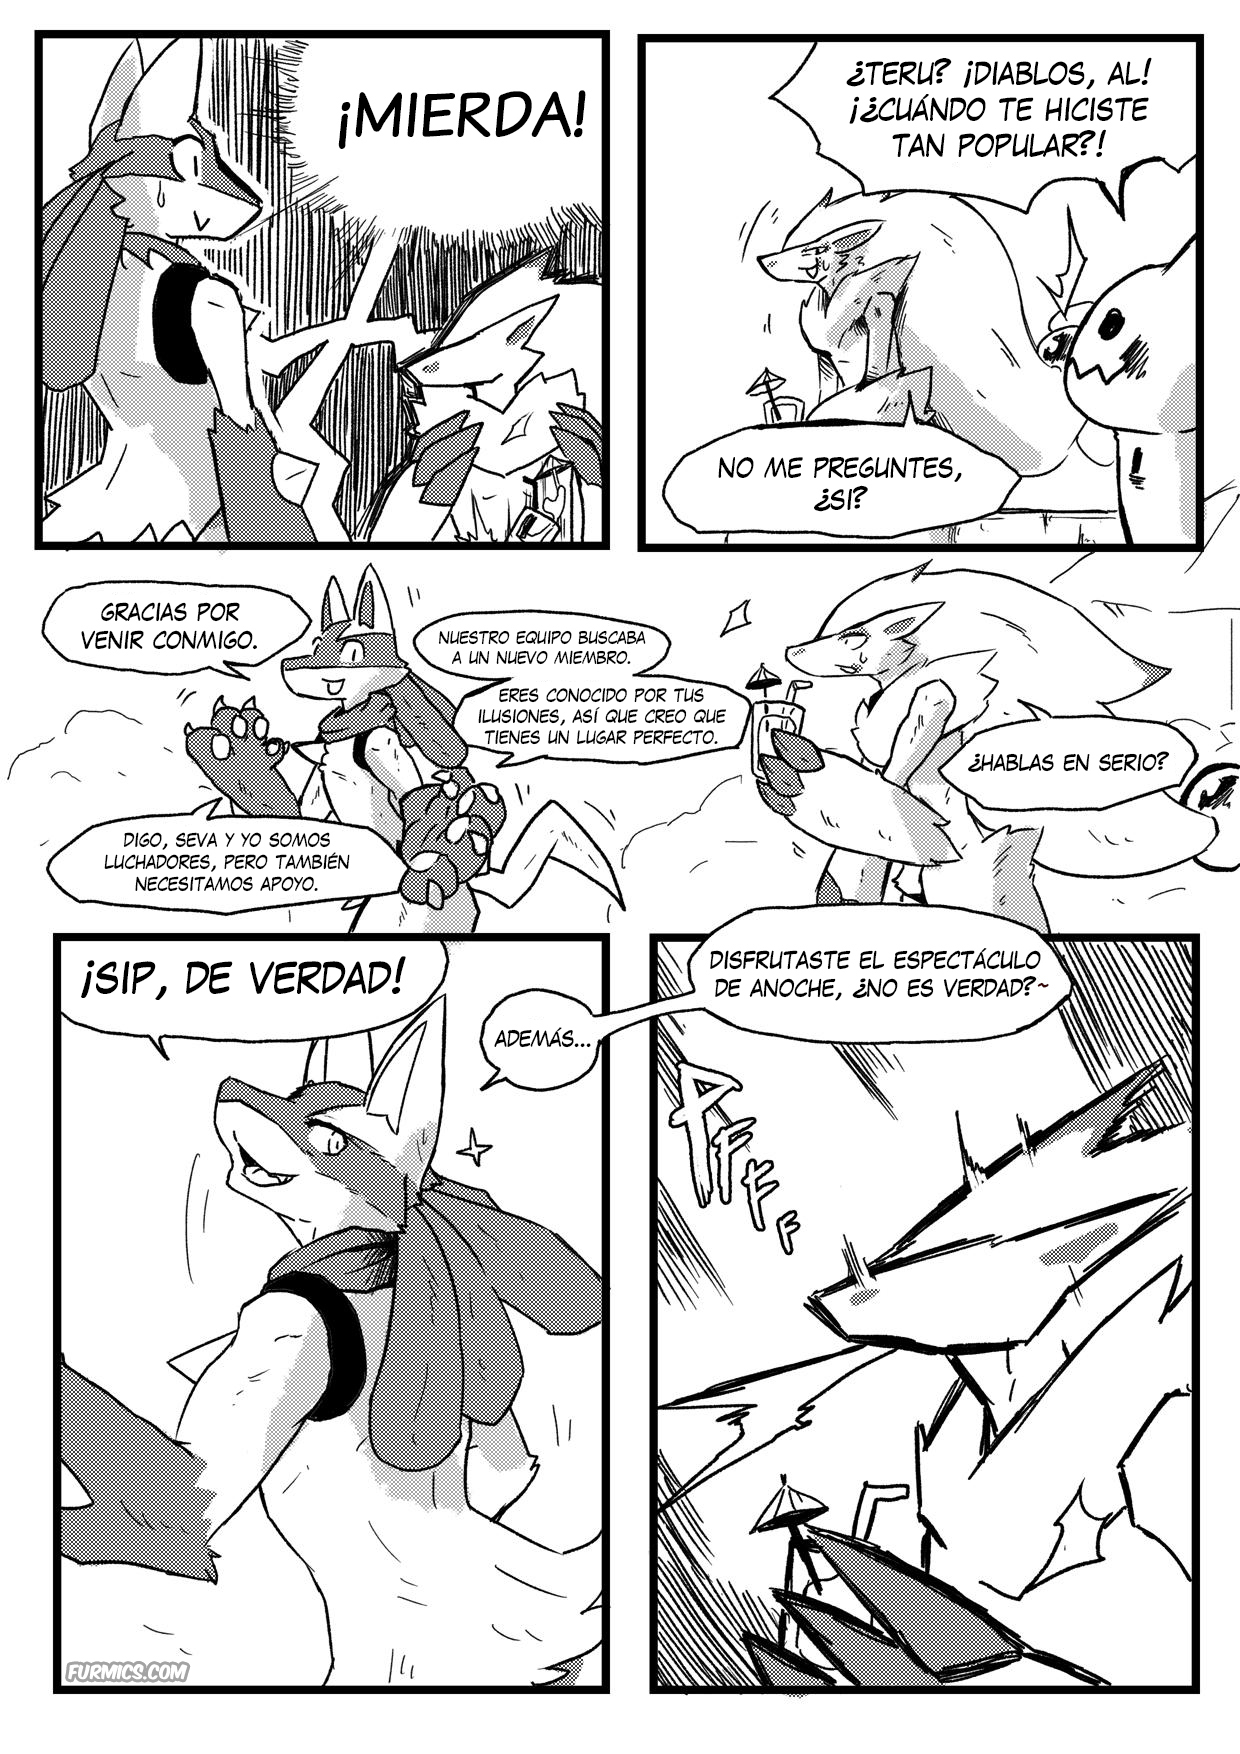 ¡MIERDA!
¿TERU? ¡DIABLOS, AL!
¡¿CUÁNDO TE HICISTE
TAN POPULAR?!
NO ME PREGUNTES,
¿SI?
GRACIAS POR
VENIR CONMIGO.
NUESTRO EQUIPO BUSCABA
A UN NUEVO MIEMBRO.
ERES CONOCIDO POR TUS
ILUSIONES, ASÍ QUE CREO QUE
TIENES UN LUGAR PERFECTO.
¿HABLAS EN SERIO?
DIGO, SEVA Y YO SOMOS
LUCHADORES, PERO TAMBIÉN
NECESITAMOS APOYO.
¡SIP, DE VERDAD!
ADEMÁS...
DISFRUTASTE EL ESPECTÁCULO
DE ANOCHE, ¿NO ES VERDAD?~
PFFFF
FURMICS.COM